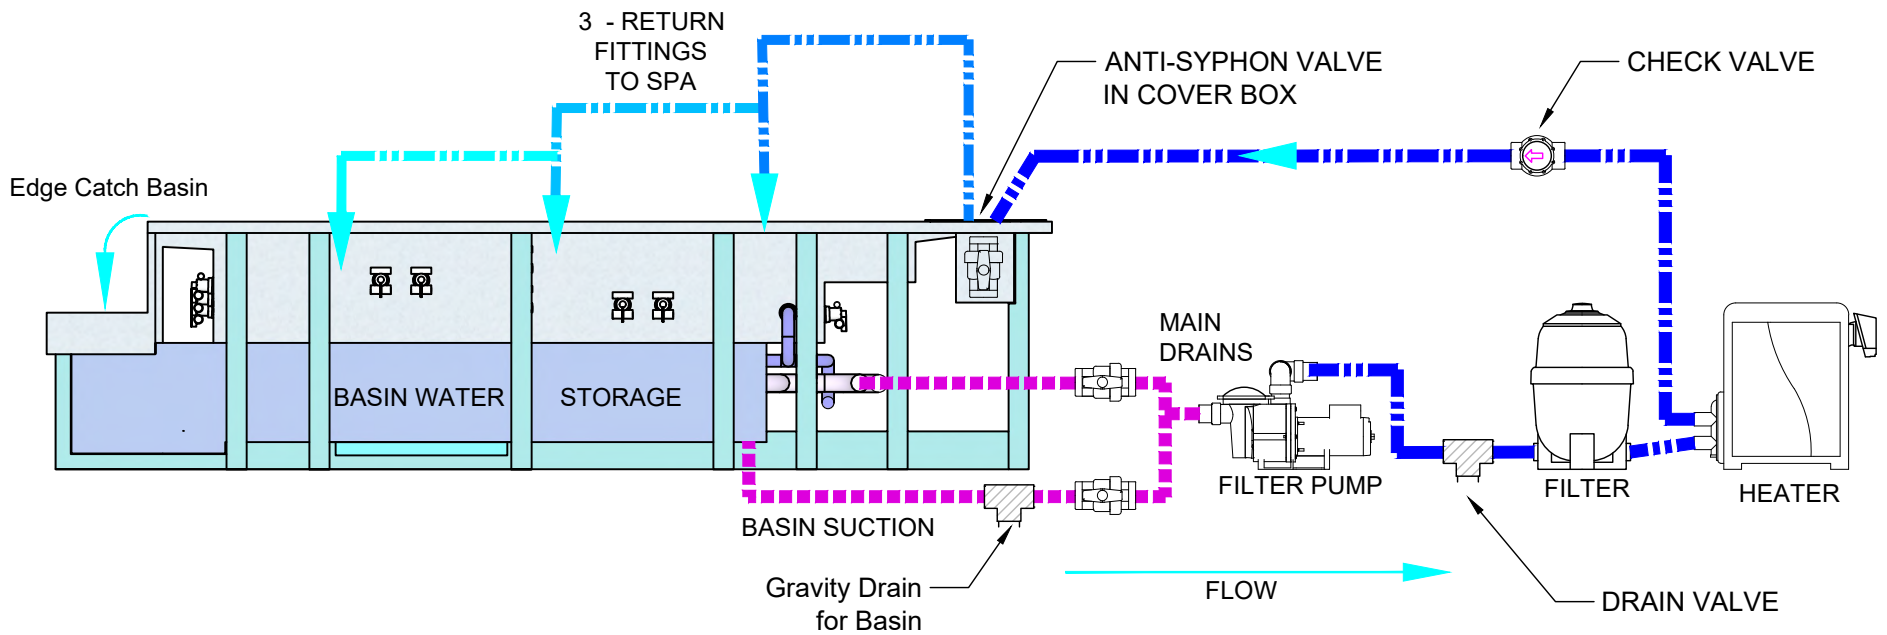 3 - RETURN
FITTINGS
TO SPA
ANTI-SYPHON VALVE
IN COVER BOX
CHECK VALVE
Edge Catch Basin
MAIN
DRAINS
BASIN WATER
STORAGE
FILTER PUMP
FILTER
HEATER
BASIN SUCTION
Gravity Drain
for Basin
FLOW
DRAIN VALVE